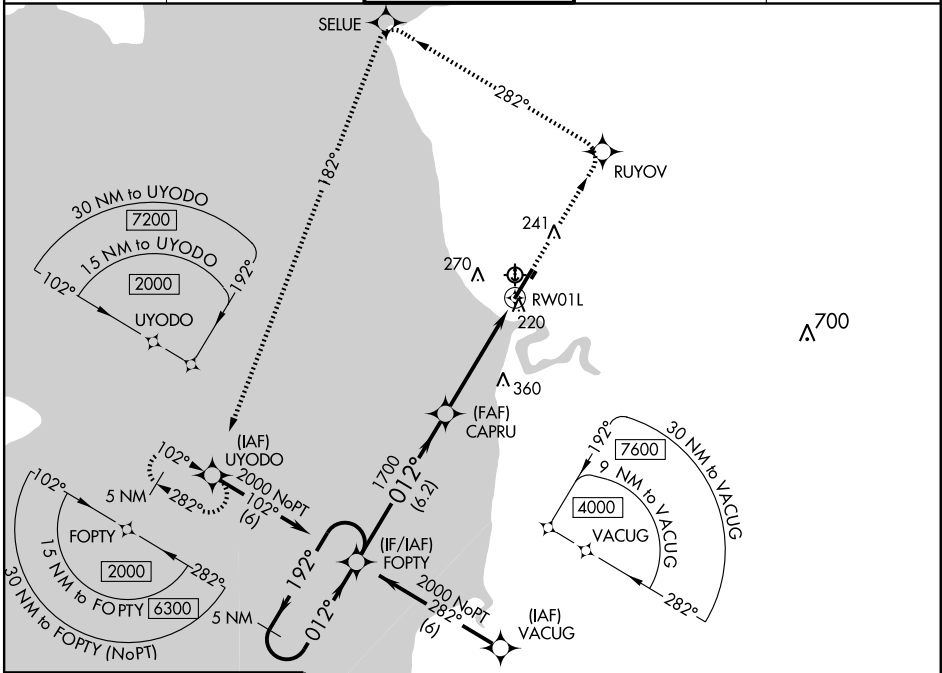 SELUE
282°
RUYOV
182°
30 NM to UYODO
7200
15 NM to UYODO
2000
102°
192°
UYODO
241
270
RW01L
220
700
360
(FAF)
CAPRU
1700
012°
(6.2)
(IAF)
UYODO
102°
282°
5 NM
2000 NoPT
102°
(6)
192°
30 NM to VACUG
7600
9 NM to VACUG
4000
VACUG
282°
102°
FOPTY
2000
282°
15 NM to FOPTY
6300
30 NM to FOPTY (NoPT)
(IF/IAF)
FOPTY
192°
012°
5 NM
2000 NoPT
282°
(6)
(IAF)
VACUG